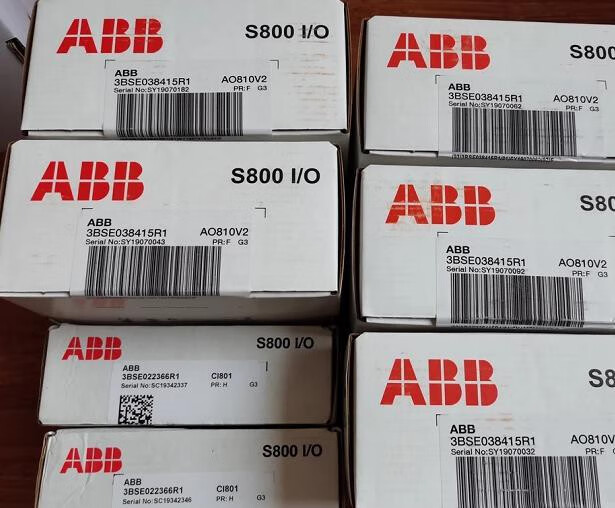 ABB
S800 I/O
ABB
3BSE038415R1 AO810V2
Serial No:SY19070182 PR:F G3
ABB
S800 I/O
ABB
3BSE038415R1 AO810V2
Serial No:SY19070043 PR:F G3
ABB
S800 I/O
ABB
3BSE022366R1 CI801
Serial No:SC19342337 PR:H G3
ABB
S800 I/O
ABB
3BSE022366R1 CI801
Serial No:SC19342346 PR:H G3
ABB
S800
ABB
3BSE038415R1 AO810V2
Serial No:SY19070062 PR:F G3
ABB
S80
ABB
3BSE038415R1 AO810V2
Serial No:SY19070092 PR:F G3
ABB
S8
ABB
3BSE038415R1 AO810V
Serial No:SY19070032 PR:F G